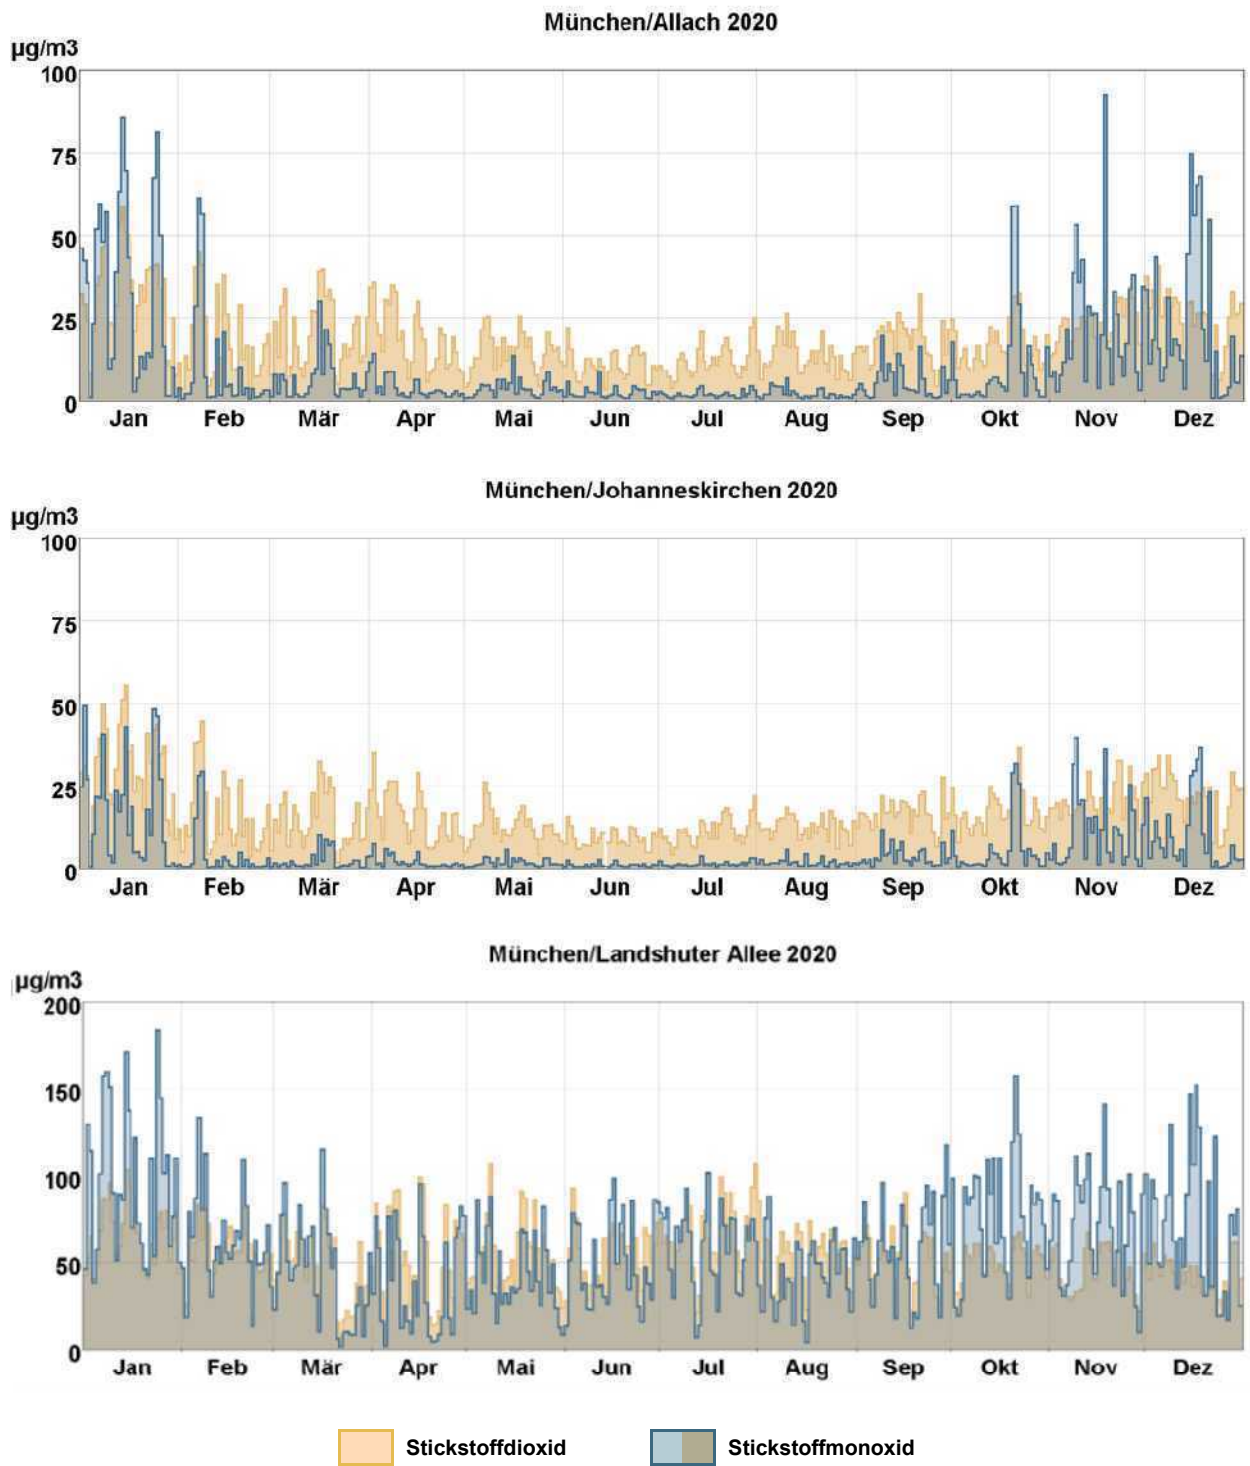 München/Allach 2020
µg/m3
100
75
50
25
0
Jan Feb Mär Apr Mai Jun Jul Aug Sep Okt Nov Dez
München/Johanneskirchen 2020
µg/m3
100
75
50
25
0
Jan Feb Mär Apr Mai Jun Jul Aug Sep Okt Nov Dez
München/Landshuter Allee 2020
µg/m3
200
150
100
50
0
Jan Feb Mär Apr Mai Jun Jul Aug Sep Okt Nov Dez
Stickstoffdioxid Stickstoffmonoxid